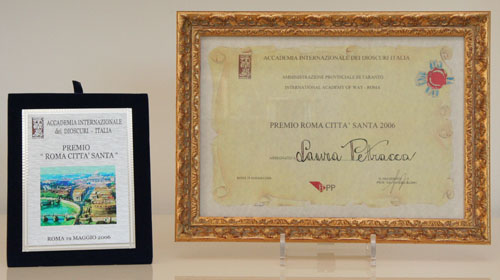 ACCADEMIA INTERNAZIONALE
dei DIOSCURI - ITALIA
PREMIO
" ROMA CITTA' SANTA "
ROMA 19 MAGGIO 2006
ACCADEMIA INTERNAZIONALE DEI DIOSCURI ITALIA
AMMINISTRAZIONE PROVINCIALE DI TARANTO
INTERNATIONAL ACADEMY OF WAY - ROMA
PREMIO ROMA CITTA' SANTA 2006
Laura Petracca
PP